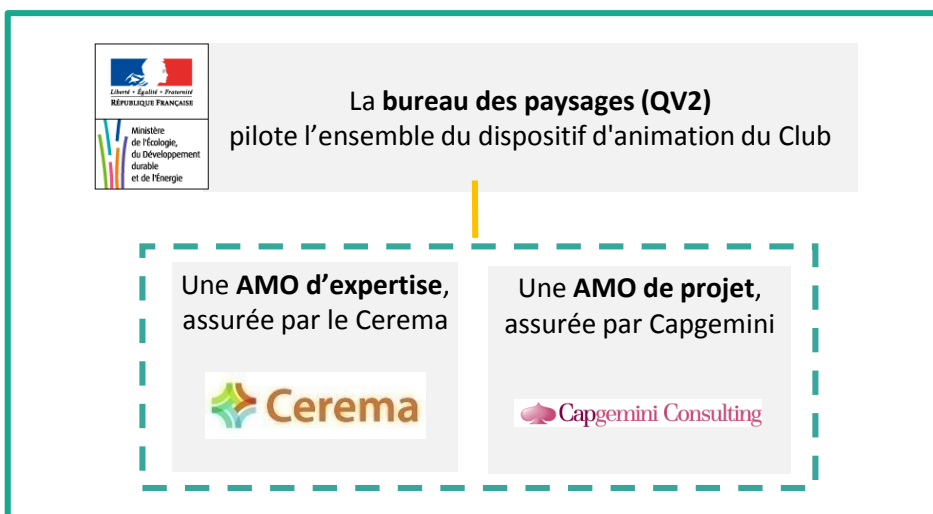 Liberté • Égalité • Fraternité
RÉPUBLIQUE FRANÇAISE
Ministère
de l'Écologie,
du Développement
durable
et de l'Énergie
La bureau des paysages (QV2)
pilote l’ensemble du dispositif d'animation du Club
Une AMO d’expertise,
assurée par le Cerema
Cerema
Une AMO de projet,
assurée par Capgemini
Capgemini Consulting